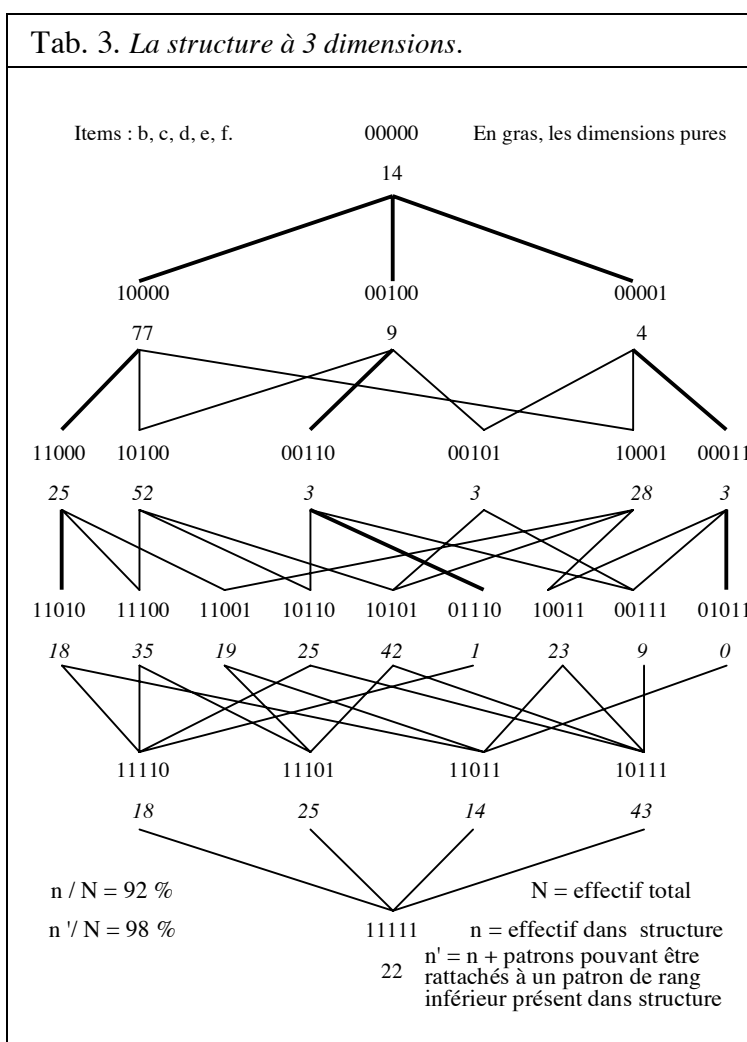 Tab. 3. La structure à 3 dimensions.
Items : b, c, d, e, f. 00000 En gras, les dimensions pures
14
10000 00100 00001
77 9 4
11000 10100 00110 00101 10001 00011
25 52 3 3 28 3
11010 11100 11001 10110 10101 01110 10011 00111 01011
18 35 19 25 42 1 23 9 0
11110 11101 11011 10111
18 25 14 43
n / N = 92 % N = effectif total
n '/ N = 98 % 11111 n = effectif dans structure
22 n' = n + patrons pouvant être
rattachés à un patron de rang
inférieur présent dans structure